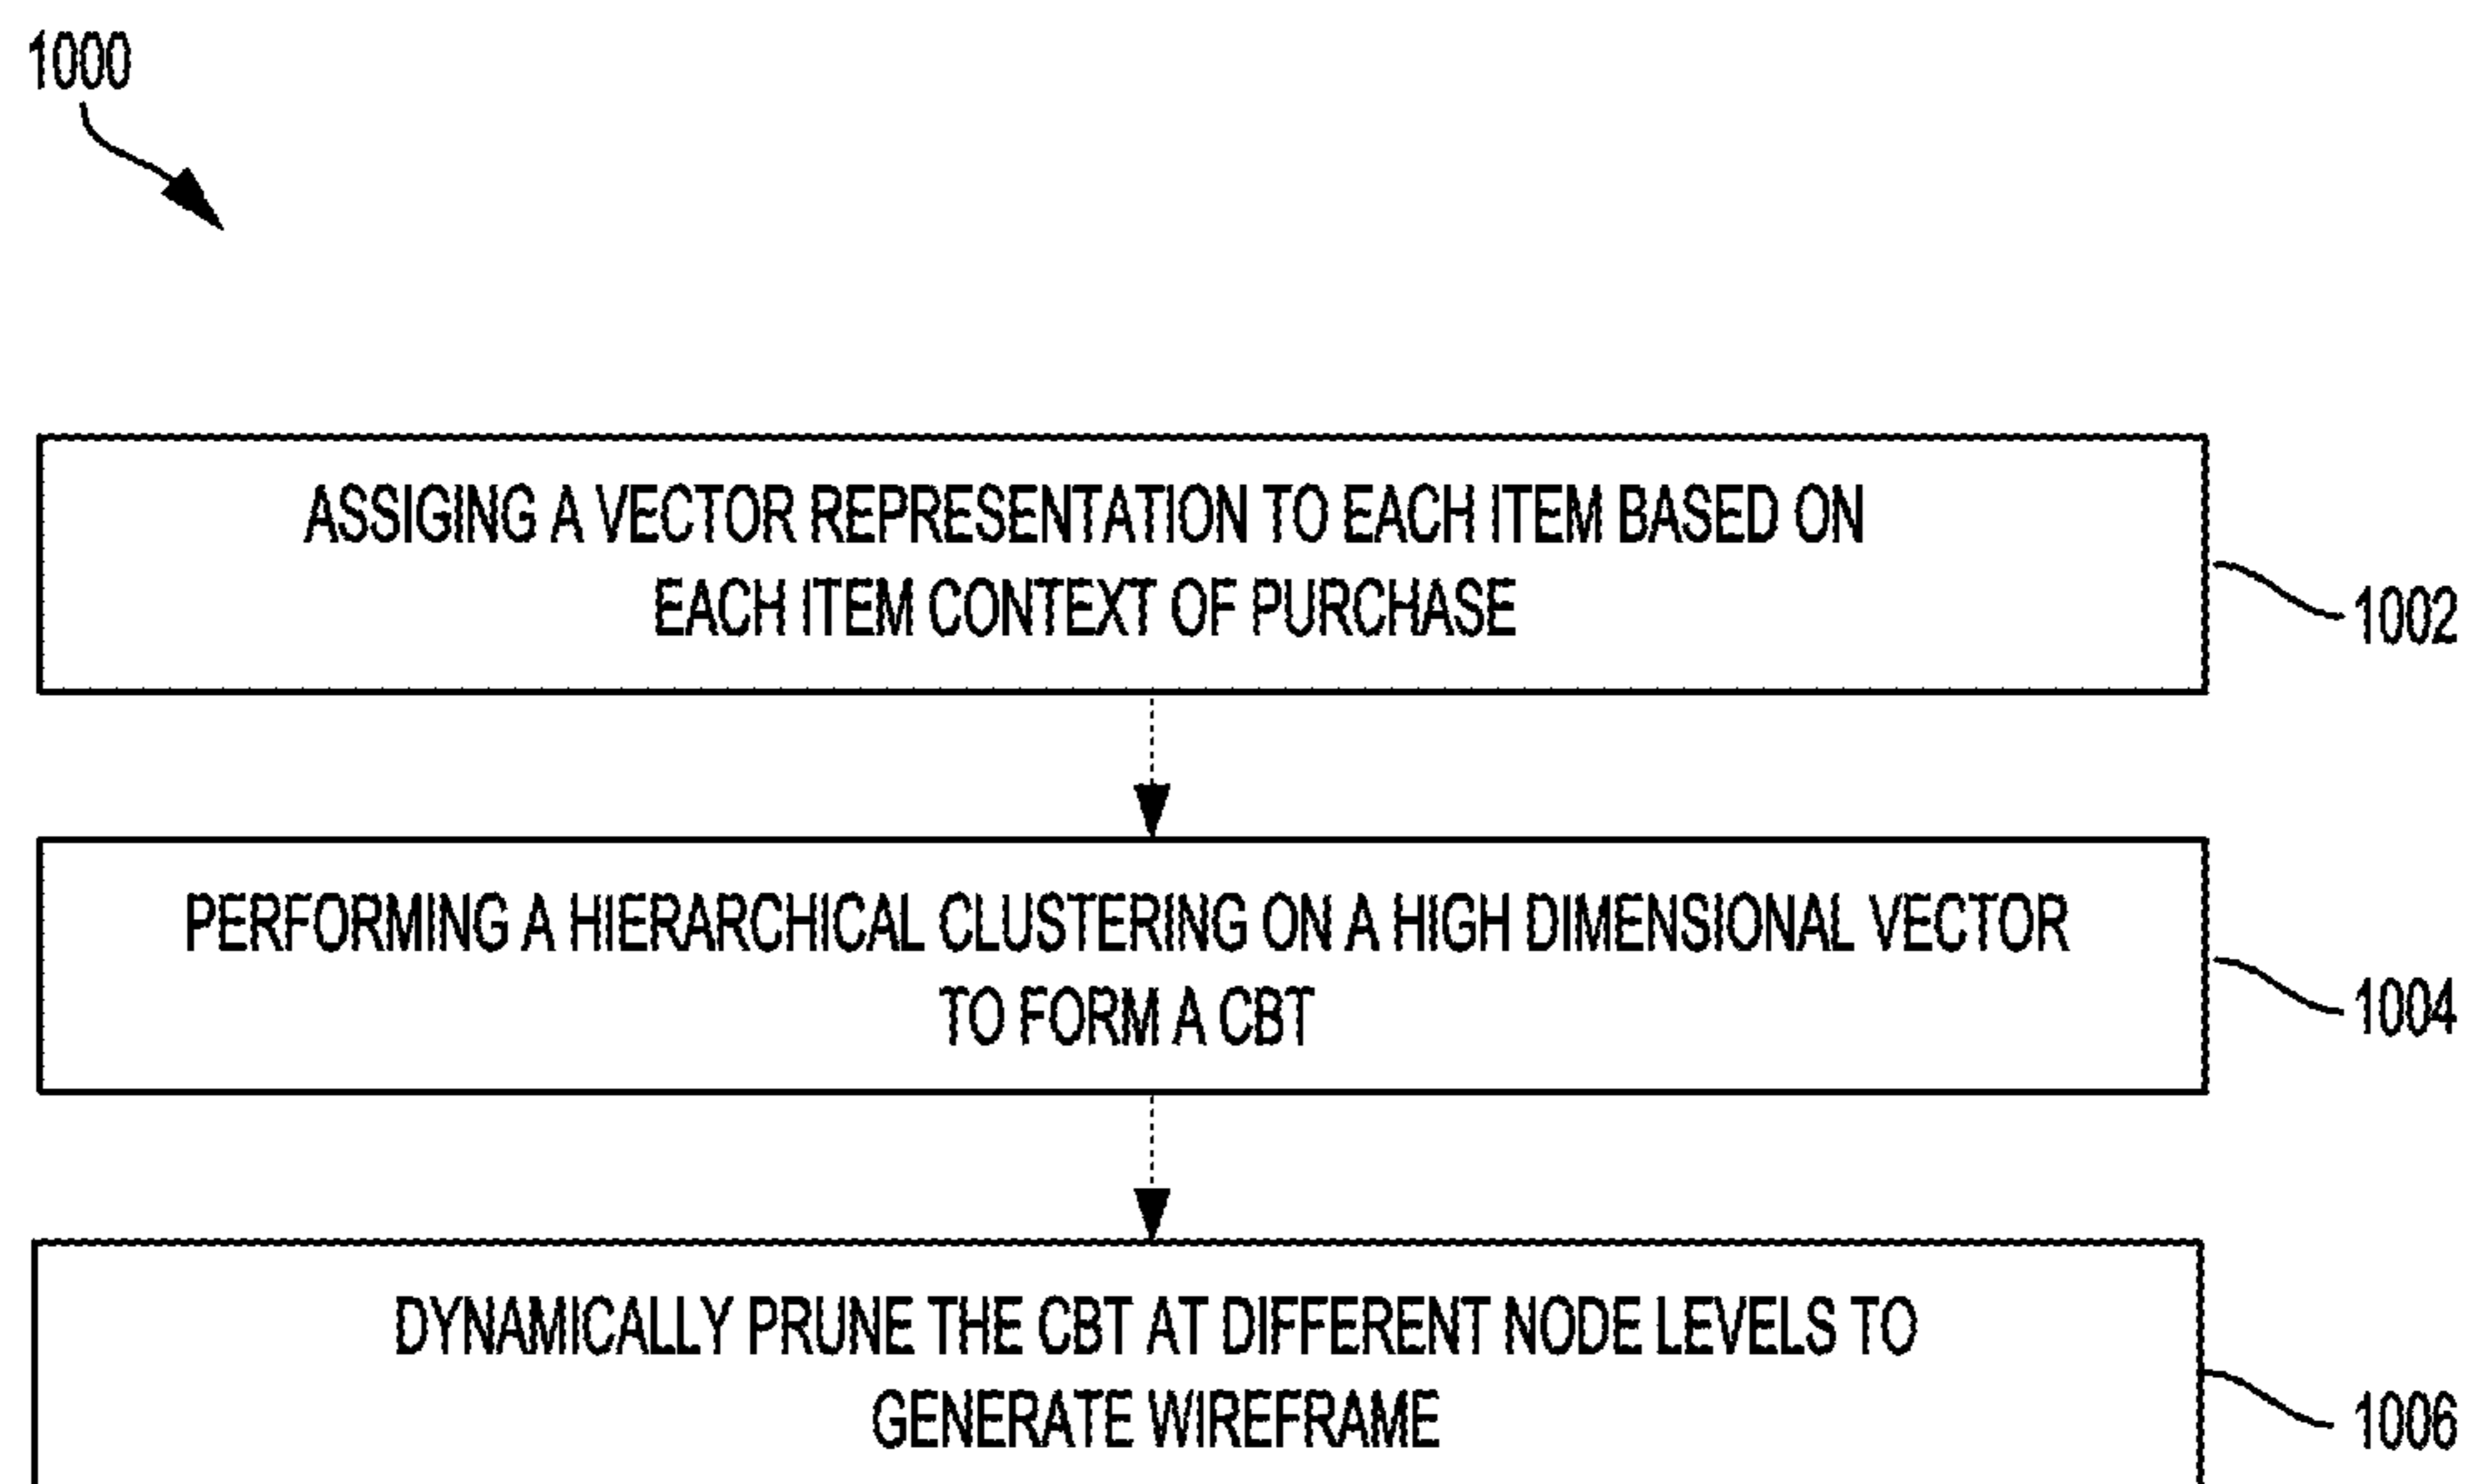 1000
ASSIGING A VECTOR REPRESENTATION TO EACH ITEM BASED ON
EACH ITEM CONTEXT OF PURCHASE
1002
PERFORMING A HIERARCHICAL CLUSTERING ON A HIGH DIMENSIONAL VECTOR
TO FORM A CBT
1004
DYNAMICALLY PRUNE THE CBT AT DIFFERENT NODE LEVELS TO
GENERATE WIREFRAME
1006